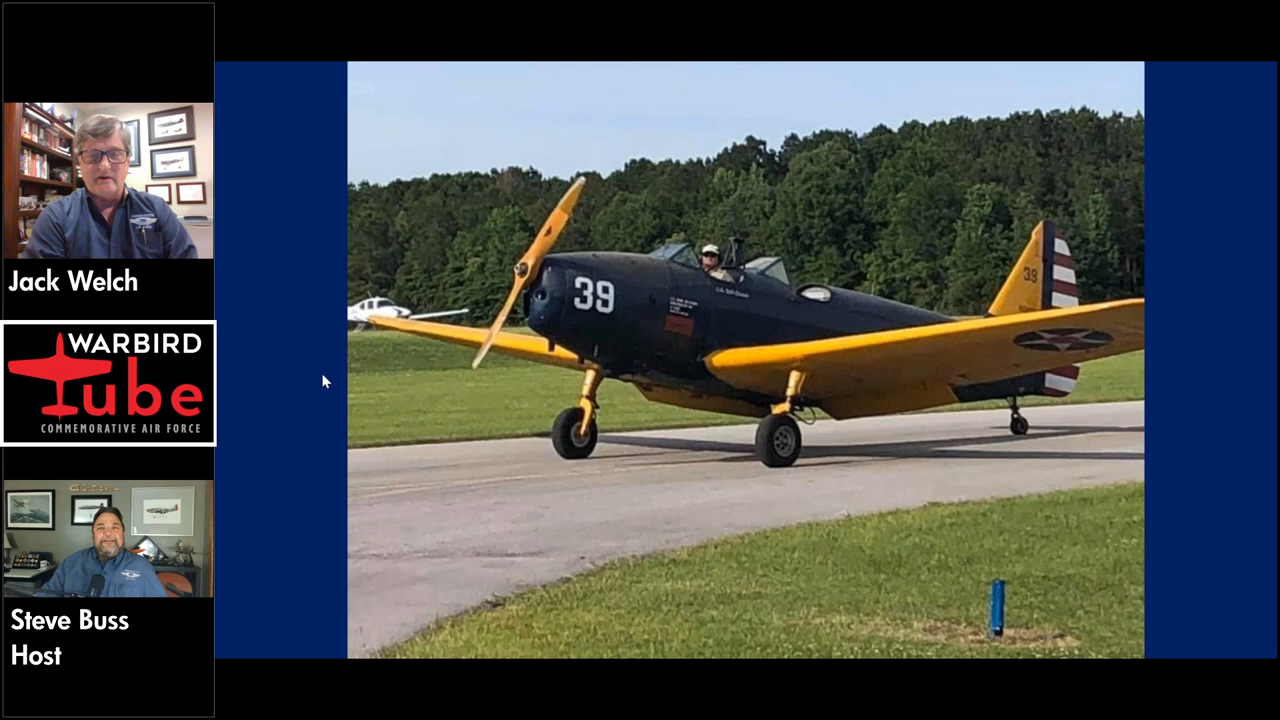 Jack Welch
WARBIRD
Tube
COMMEMORATIVE AIR FORCE
Steve Buss
Host
39
39